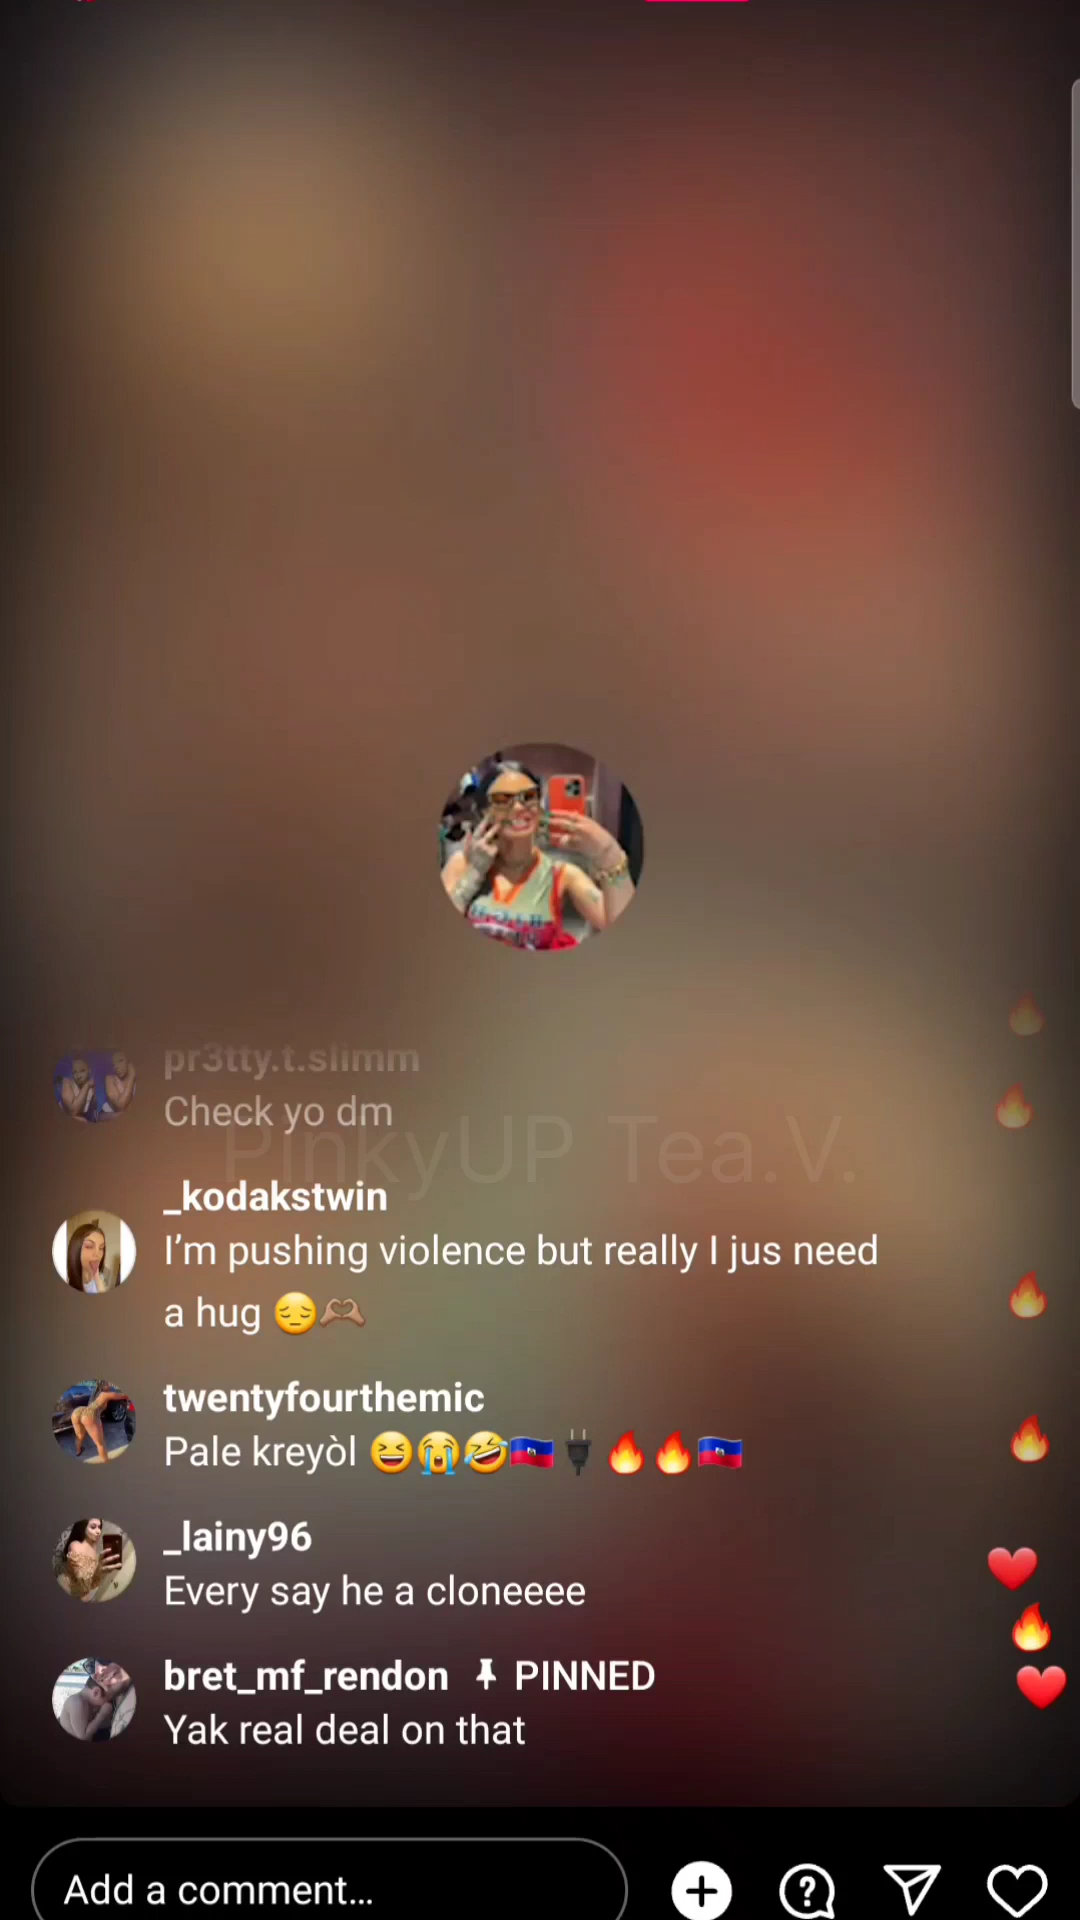 pr3tty.t.slimm
Check yo dm
PinkyUP Tea.V.
_kodakstwin
I’m pushing violence but really I jus need
a hug 😔🫶🏽
twentyfourthemic
Pale kreyòl 😆😭🤣🇭🇹🔌🔥🔥🇭🇹
_lainy96
Every say he a cloneeee
bret_mf_rendon 📌 PINNED
Yak real deal on that
Add a comment...